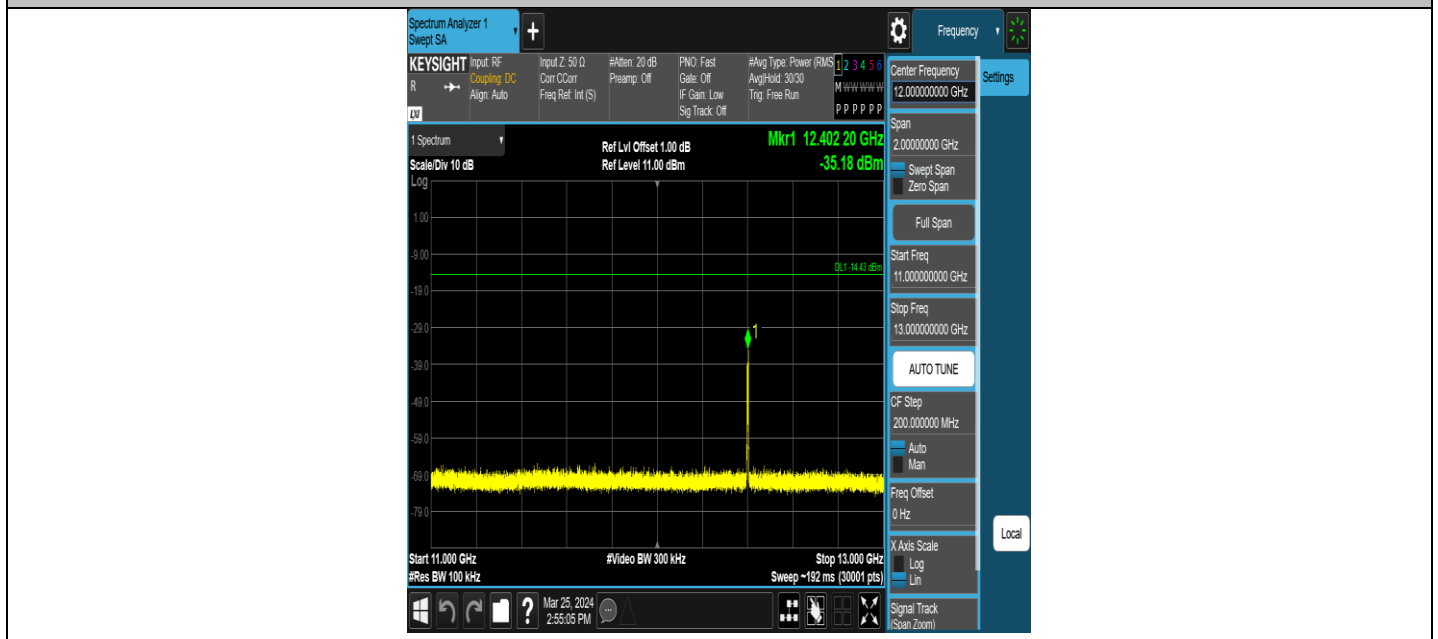 Spectrum Analyzer 1
Swept SA
+
Frequency
KEYSIGHT
R
LXI
Input: RF
Coupling: DC
Align: Auto
Input Z: 50 Ω
Corr CCorr
Freq Ref: Int (S)
#Atten: 20 dB
Preamp: Off
PNO: Fast
Gate: Off
IF Gain: Low
Sig Track: Off
#Avg Type: Power (RMS
Avg|Hold: 30/30
Trig: Free Run
1 2 3 4 5 6
M W W W W W
P P P P P P
1 Spectrum
Scale/Div 10 dB
Ref Lvl Offset 1.00 dB
Ref Level 11.00 dBm
Mkr1 12.402 20 GHz
-35.18 dBm
Log
1.00
-9.00
-19.0
-29.0
-39.0
-49.0
-59.0
-69.0
-79.0
DL1 -14.43 dBm
1
Start 11.000 GHz
#Res BW 100 kHz
#Video BW 300 kHz
Stop 13.000 GHz
Sweep ~192 ms (30001 pts)
Center Frequency
12.00000000 GHz
Span
2.00000000 GHz
Swept Span
Zero Span
Full Span
Start Freq
11.000000000 GHz
Stop Freq
13.000000000 GHz
AUTO TUNE
CF Step
200.000000 MHz
Auto
Man
Freq Offset
0 Hz
X Axis Scale
Log
Lin
Signal Track
(Span Zoom)
Settings
Local
?
Mar 25, 2024
2:55:05 PM